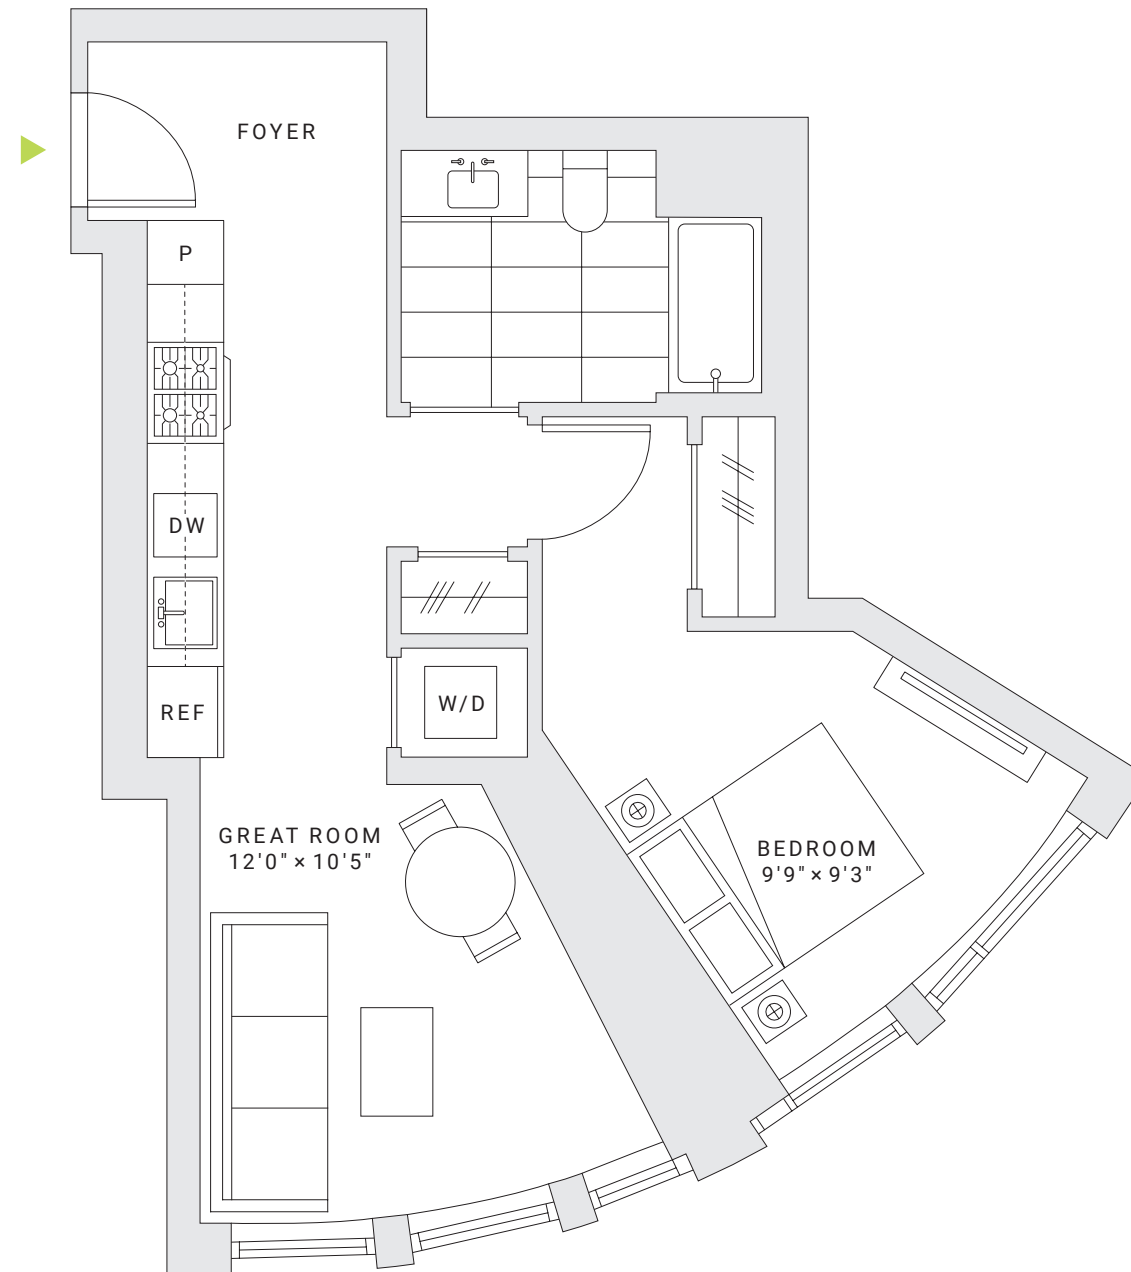 FOYER
P
DW
REF
W/D
GREAT ROOM
12'0" × 10'5"
BEDROOM
9'9" × 9'3"